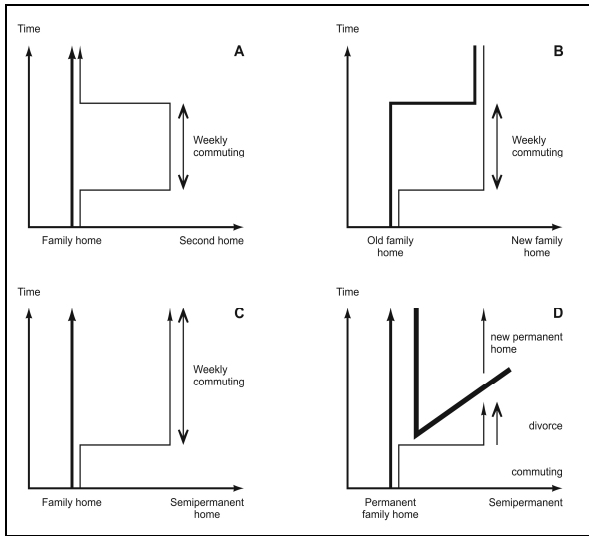 Time
A
Weekly
commuting
Family home
Second home
Time
B
Weekly
commuting
Old family
home
New family
home
Time
C
Weekly
commuting
Family home
Semipermanent
home
Time
D
new permanent
home
divorce
commuting
Permanent
family home
Semipermanent